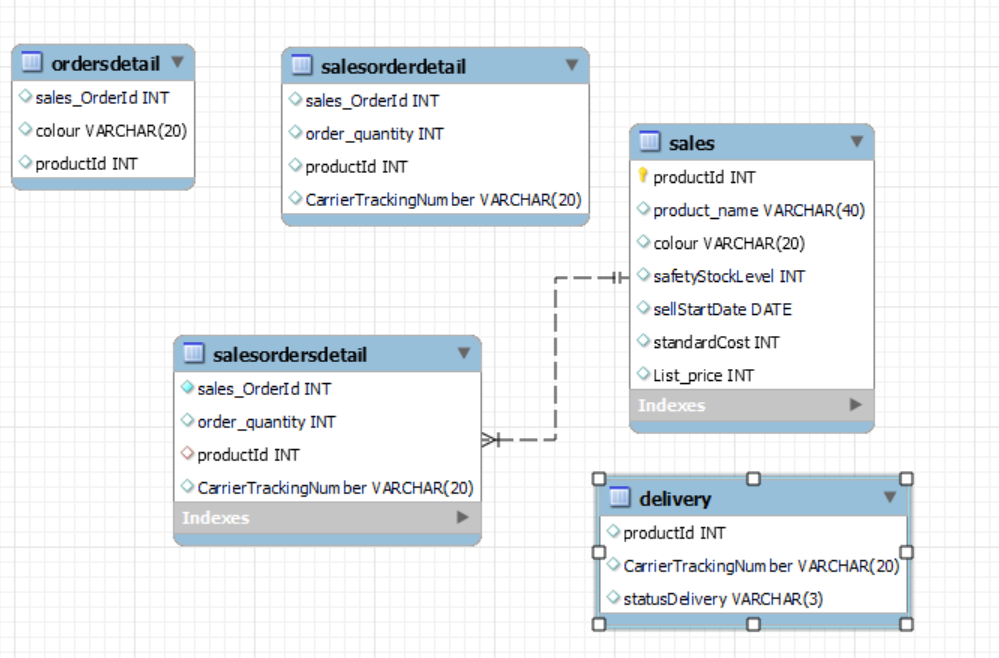 ordersdetail
sales_OrderId INT
colour VARCHAR(20)
productId INT
salesorderdetail
sales_OrderId INT
order_quantity INT
productId INT
CarrierTrackingNumber VARCHAR(20)
sales
productId INT
product_name VARCHAR(40)
colour VARCHAR(20)
safetyStockLevel INT
sellStartDate DATE
standardCost INT
List_price INT
Indexes
salesordersdetail
sales_OrderId INT
order_quantity INT
productId INT
CarrierTrackingNumber VARCHAR(20)
Indexes
delivery
productId INT
CarrierTrackingNumber VARCHAR(20)
statusDelivery VARCHAR(3)